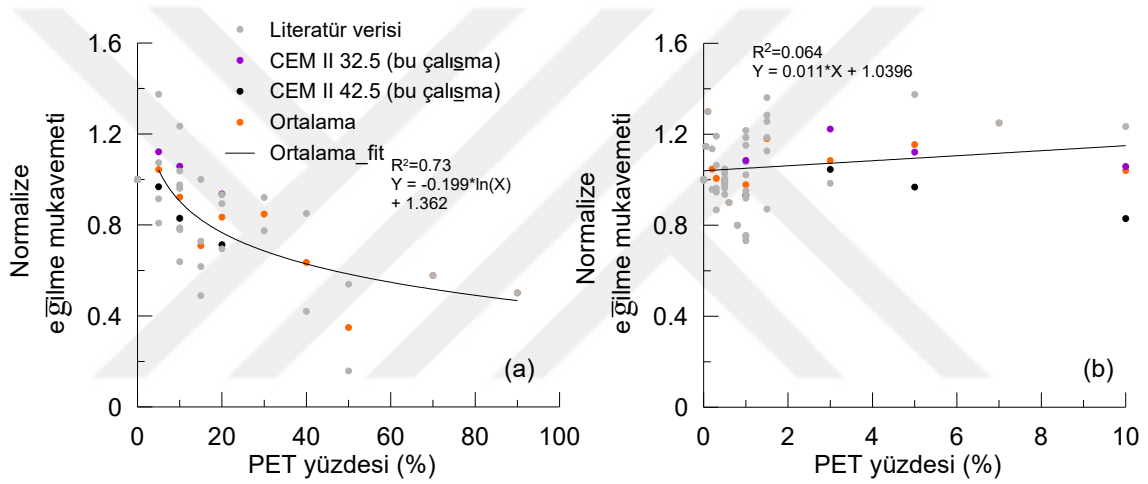 1.6
1.2
0.8
0.4
0
Normalize
eğilme mukavemeti
Literatür verisi
CEM II 32.5 (bu çalışma)
CEM II 42.5 (bu çalışma)
Ortalama
Ortalama_fit
R²=0.73
Y = -0.199*ln(X)
+ 1.362
(a)
0
20
40
60
80
100
PET yüzdesi (%)
1.6
1.2
0.8
0.4
0
Normalize
eğilme mukavemeti
R²=0.064
Y = 0.011*X + 1.0396
(b)
0
2
4
6
8
10
PET yüzdesi (%)